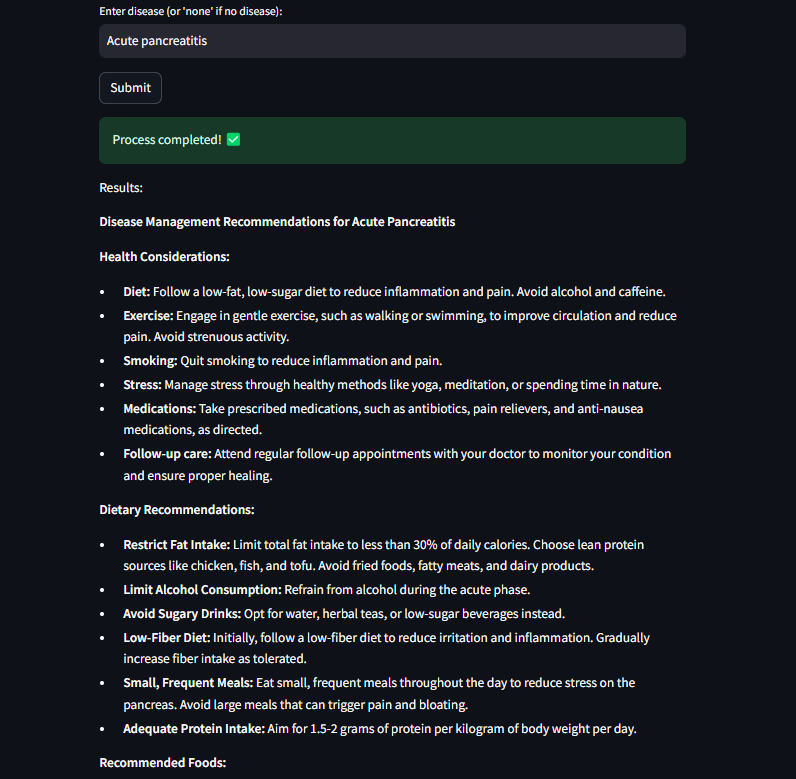 Enter disease (or 'none' if no disease):
Acute pancreatitis
Submit
Process completed! ✅
Results:
Disease Management Recommendations for Acute Pancreatitis
Health Considerations:
• Diet: Follow a low-fat, low-sugar diet to reduce inflammation and pain. Avoid alcohol and caffeine.
• Exercise: Engage in gentle exercise, such as walking or swimming, to improve circulation and reduce
pain. Avoid strenuous activity.
• Smoking: Quit smoking to reduce inflammation and pain.
• Stress: Manage stress through healthy methods like yoga, meditation, or spending time in nature.
• Medications: Take prescribed medications, such as antibiotics, pain relievers, and anti-nausea
medications, as directed.
• Follow-up care: Attend regular follow-up appointments with your doctor to monitor your condition
and ensure proper healing.
Dietary Recommendations:
• Restrict Fat Intake: Limit total fat intake to less than 30% of daily calories. Choose lean protein
sources like chicken, fish, and tofu. Avoid fried foods, fatty meats, and dairy products.
• Limit Alcohol Consumption: Refrain from alcohol during the acute phase.
• Avoid Sugary Drinks: Opt for water, herbal teas, or low-sugar beverages instead.
• Low-Fiber Diet: Initially, follow a low-fiber diet to reduce irritation and inflammation. Gradually
increase fiber intake as tolerated.
• Small, Frequent Meals: Eat small, frequent meals throughout the day to reduce stress on the
pancreas. Avoid large meals that can trigger pain and bloating.
• Adequate Protein Intake: Aim for 1.5-2 grams of protein per kilogram of body weight per day.
Recommended Foods: